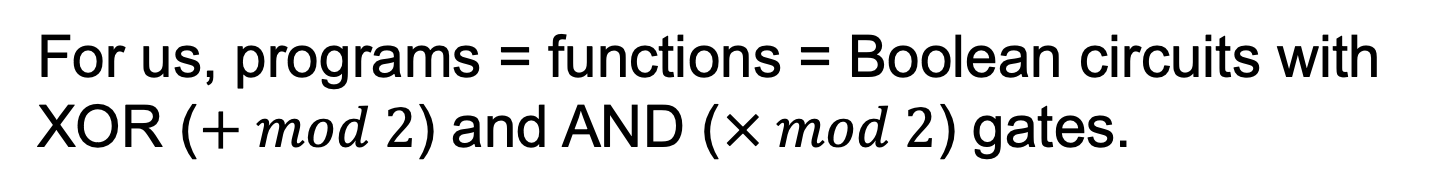 For us, programs = functions = Boolean circuits with
XOR (+ mod 2) and AND (× mod 2) gates.